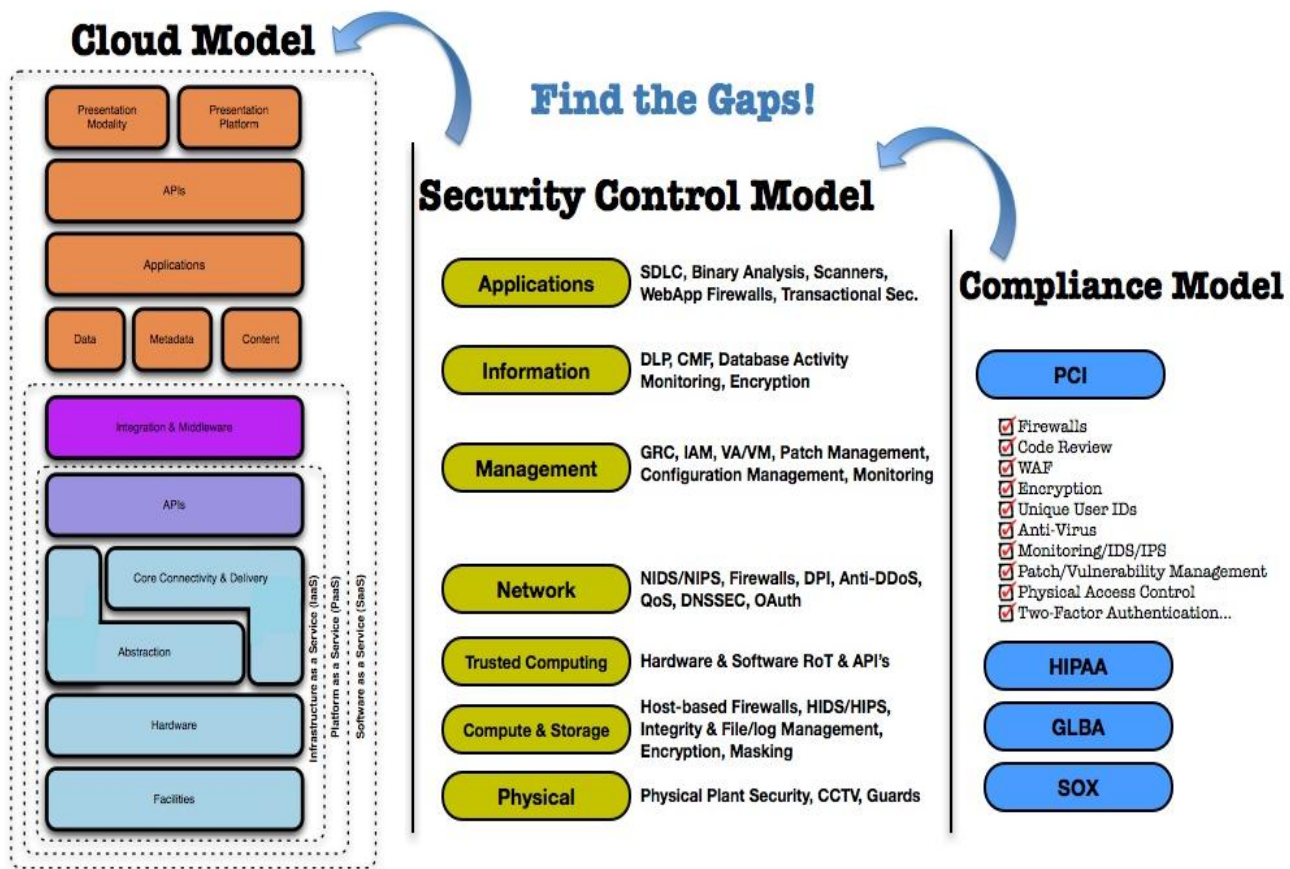 Cloud Model
Find the Gaps!
Presentation
Modality
Presentation
Platform
APIs
Applications
Data
Metadata
Content
Integration & Middleware
APIs
Core Connectivity & Delivery
Abstraction
Hardware
Facilities
Infrastructure as a Service (IaaS)
Platform as a Service (PaaS)
Software as a Service (SaaS)
Security Control Model
Applications
SDLC, Binary Analysis, Scanners,
WebApp Firewalls, Transactional Sec.
Information
DLP, CMF, Database Activity
Monitoring, Encryption
Management
GRC, IAM, VA/VM, Patch Management,
Configuration Management, Monitoring
Network
NIDS/NIPS, Firewalls, DPI, Anti-DDoS,
QoS, DNSSEC, OAuth
Trusted Computing
Hardware & Software RoT & API's
Compute & Storage
Host-based Firewalls, HIDS/HIPS,
Integrity & File/log Management,
Encryption, Masking
Physical
Physical Plant Security, CCTV, Guards
Compliance Model
PCI
Firewalls
Code Review
WAF
Encryption
Unique User IDs
Anti-Virus
Monitoring/IDS/IPS
Patch/Vulnerability Management
Physical Access Control
Two-Factor Authentication...
HIPAA
GLBA
SOX